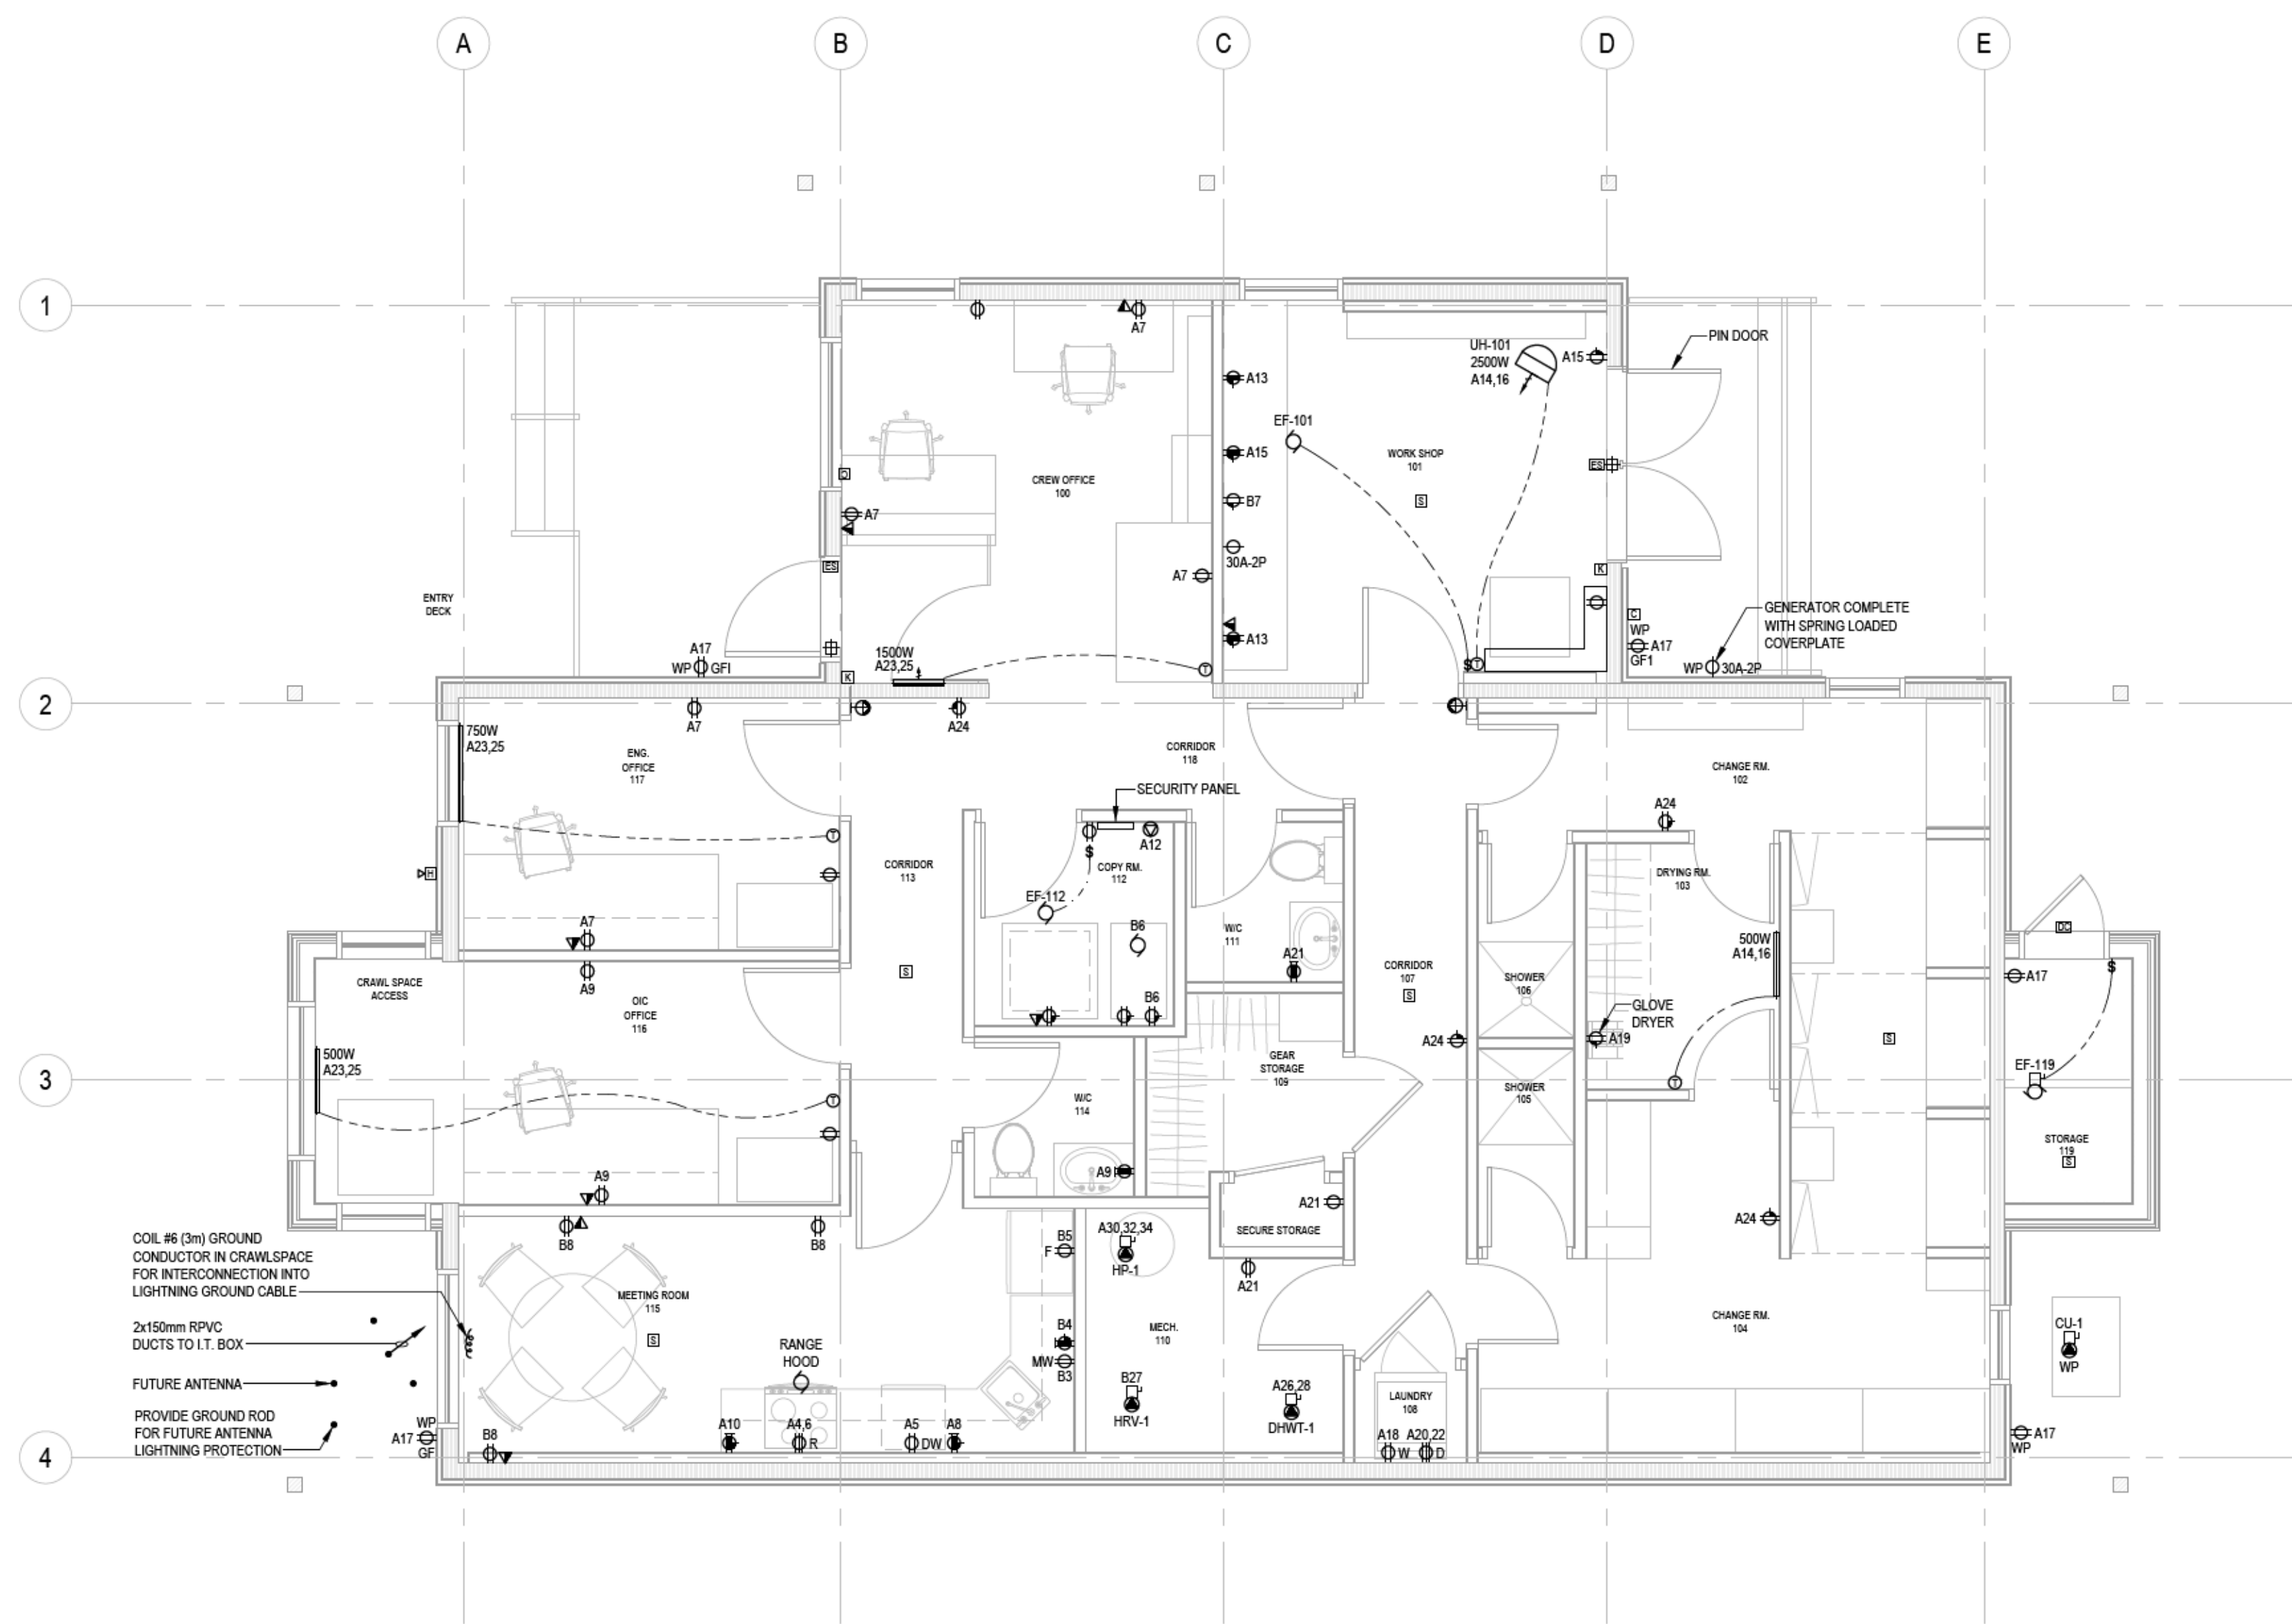 A
B
C
D
E
1
2
3
4
PIN DOOR
A7
UH-101
2500W
A14,16
A15
A13
EF-101
A15
WORK SHOP
101
S
ES
CREW OFFICE
100
B7
A7
30A-2P
A7
ES
K
ENTRY
DECK
A13
$
T
C
WP
A17
GF1
GENERATOR COMPLETE
WITH SPRING LOADED
COVERPLATE
WP
30A-2P
A17
WP
GFI
1500W
A23,25
T
K
A7
A24
750W
A23,25
ENG.
OFFICE
117
CORRIDOR
118
CHANGE RM.
102
SECURITY PANEL
A24
T
$
A12
CORRIDOR
113
COPY RM.
112
H
DRYING RM.
103
EF-112
B6
W/C
111
A7
DC
500W
A14,16
A21
CORRIDOR
107
S
S
A9
CRAWL SPACE
ACCESS
OIC
OFFICE
116
SHOWER
106
A17
$
B6
GLOVE
DRYER
A19
A24
S
500W
A23,25
GEAR
STORAGE
109
SHOWER
105
T
EF-119
T
W/C
114
STORAGE
119
S
A9
A9
A21
SECURE STORAGE
A24
B8
B8
B5
F
A30,32,34
HP-1
A21
COIL #6 (3m) GROUND
CONDUCTOR IN CRAWLSPACE
FOR INTERCONNECTION INTO
LIGHTNING GROUND CABLE
MEETING ROOM
115
S
2x150mm RPVC
DUCTS TO I.T. BOX
RANGE
HOOD
B4
MW
B3
MECH.
110
CHANGE RM.
104
CU-1
WP
FUTURE ANTENNA
B27
HRV-1
A26,28
DHWT-1
LAUNDRY
108
PROVIDE GROUND ROD
FOR FUTURE ANTENNA
LIGHTNING PROTECTION
WP
A17
GF
B8
A10
A4,6
R
A5
DW
A8
A18
W
A20,22
D
A17
WP